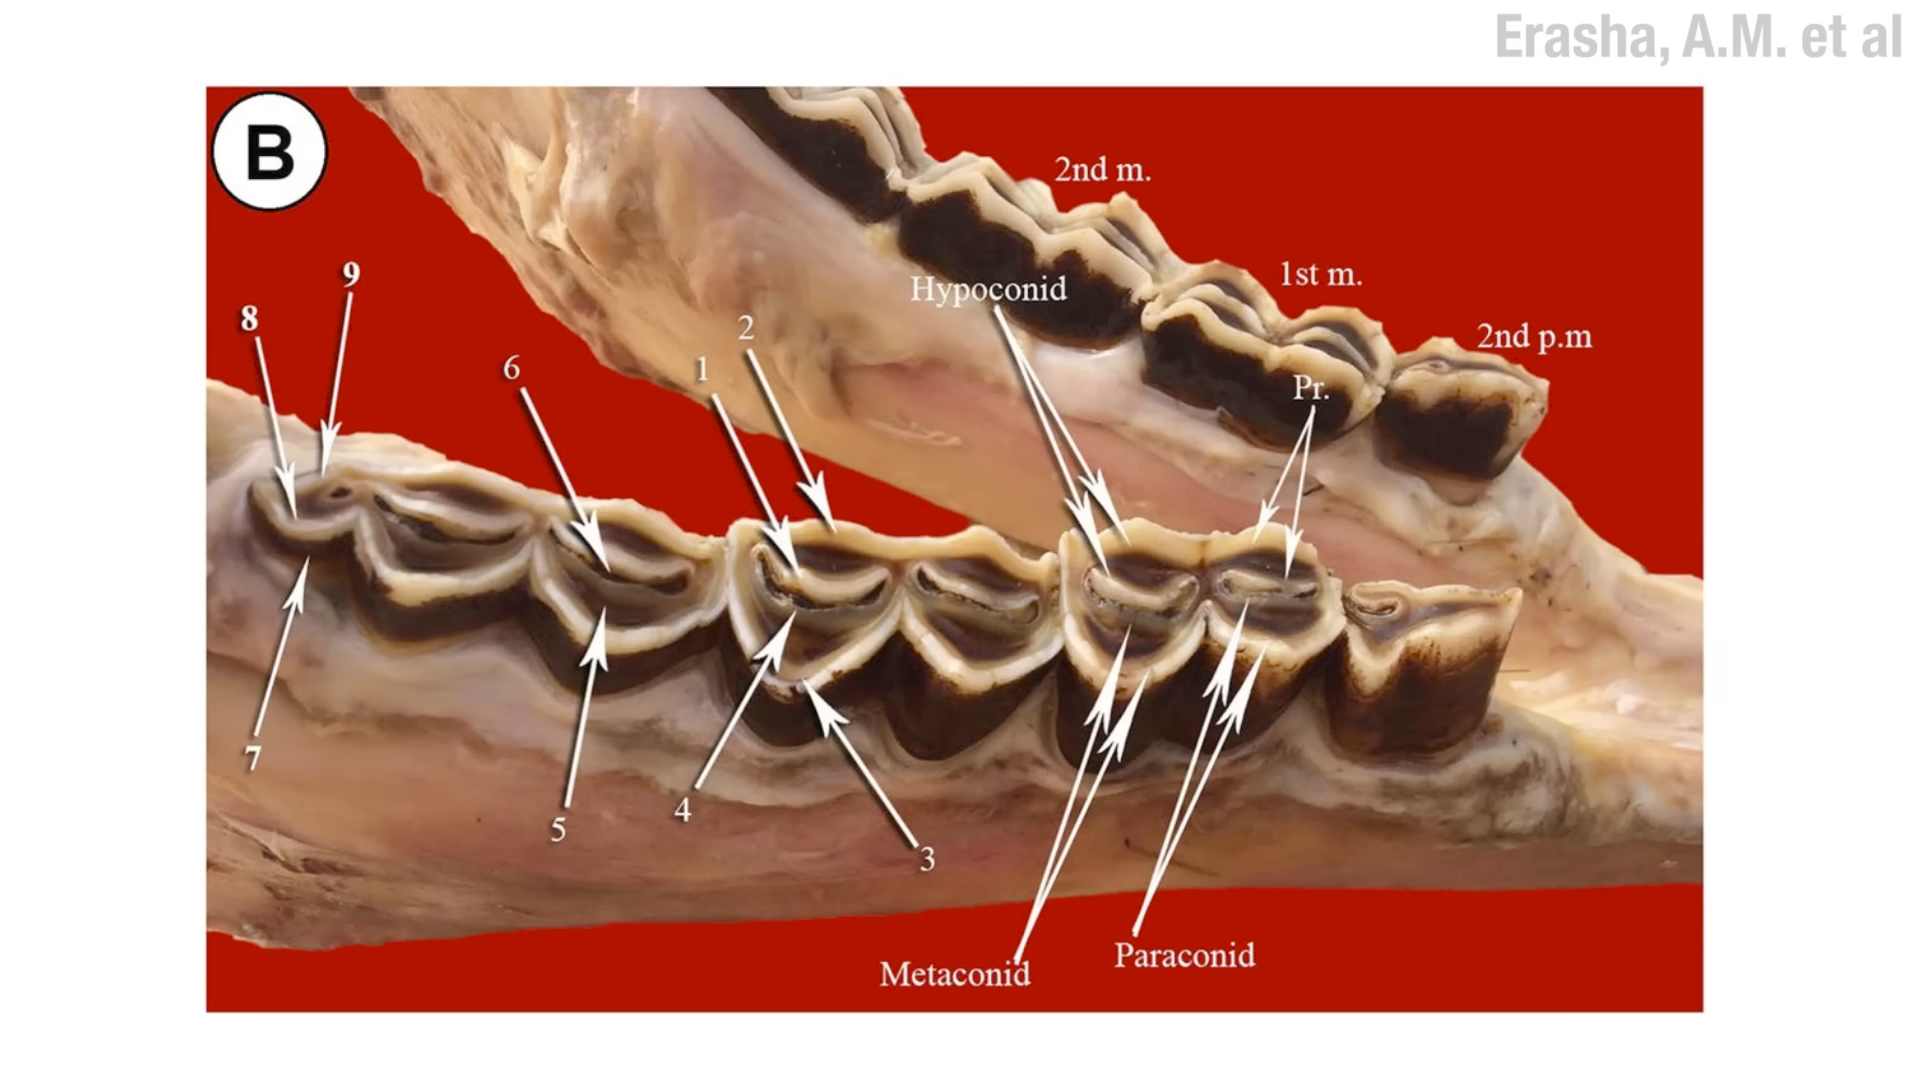 Erasha, A.M. et al
B
2nd m.
9
8
Hypoconid
1st m.
2
2nd p.m
1
6
Pr.
7
4
5
3
Paraconid
Metaconid